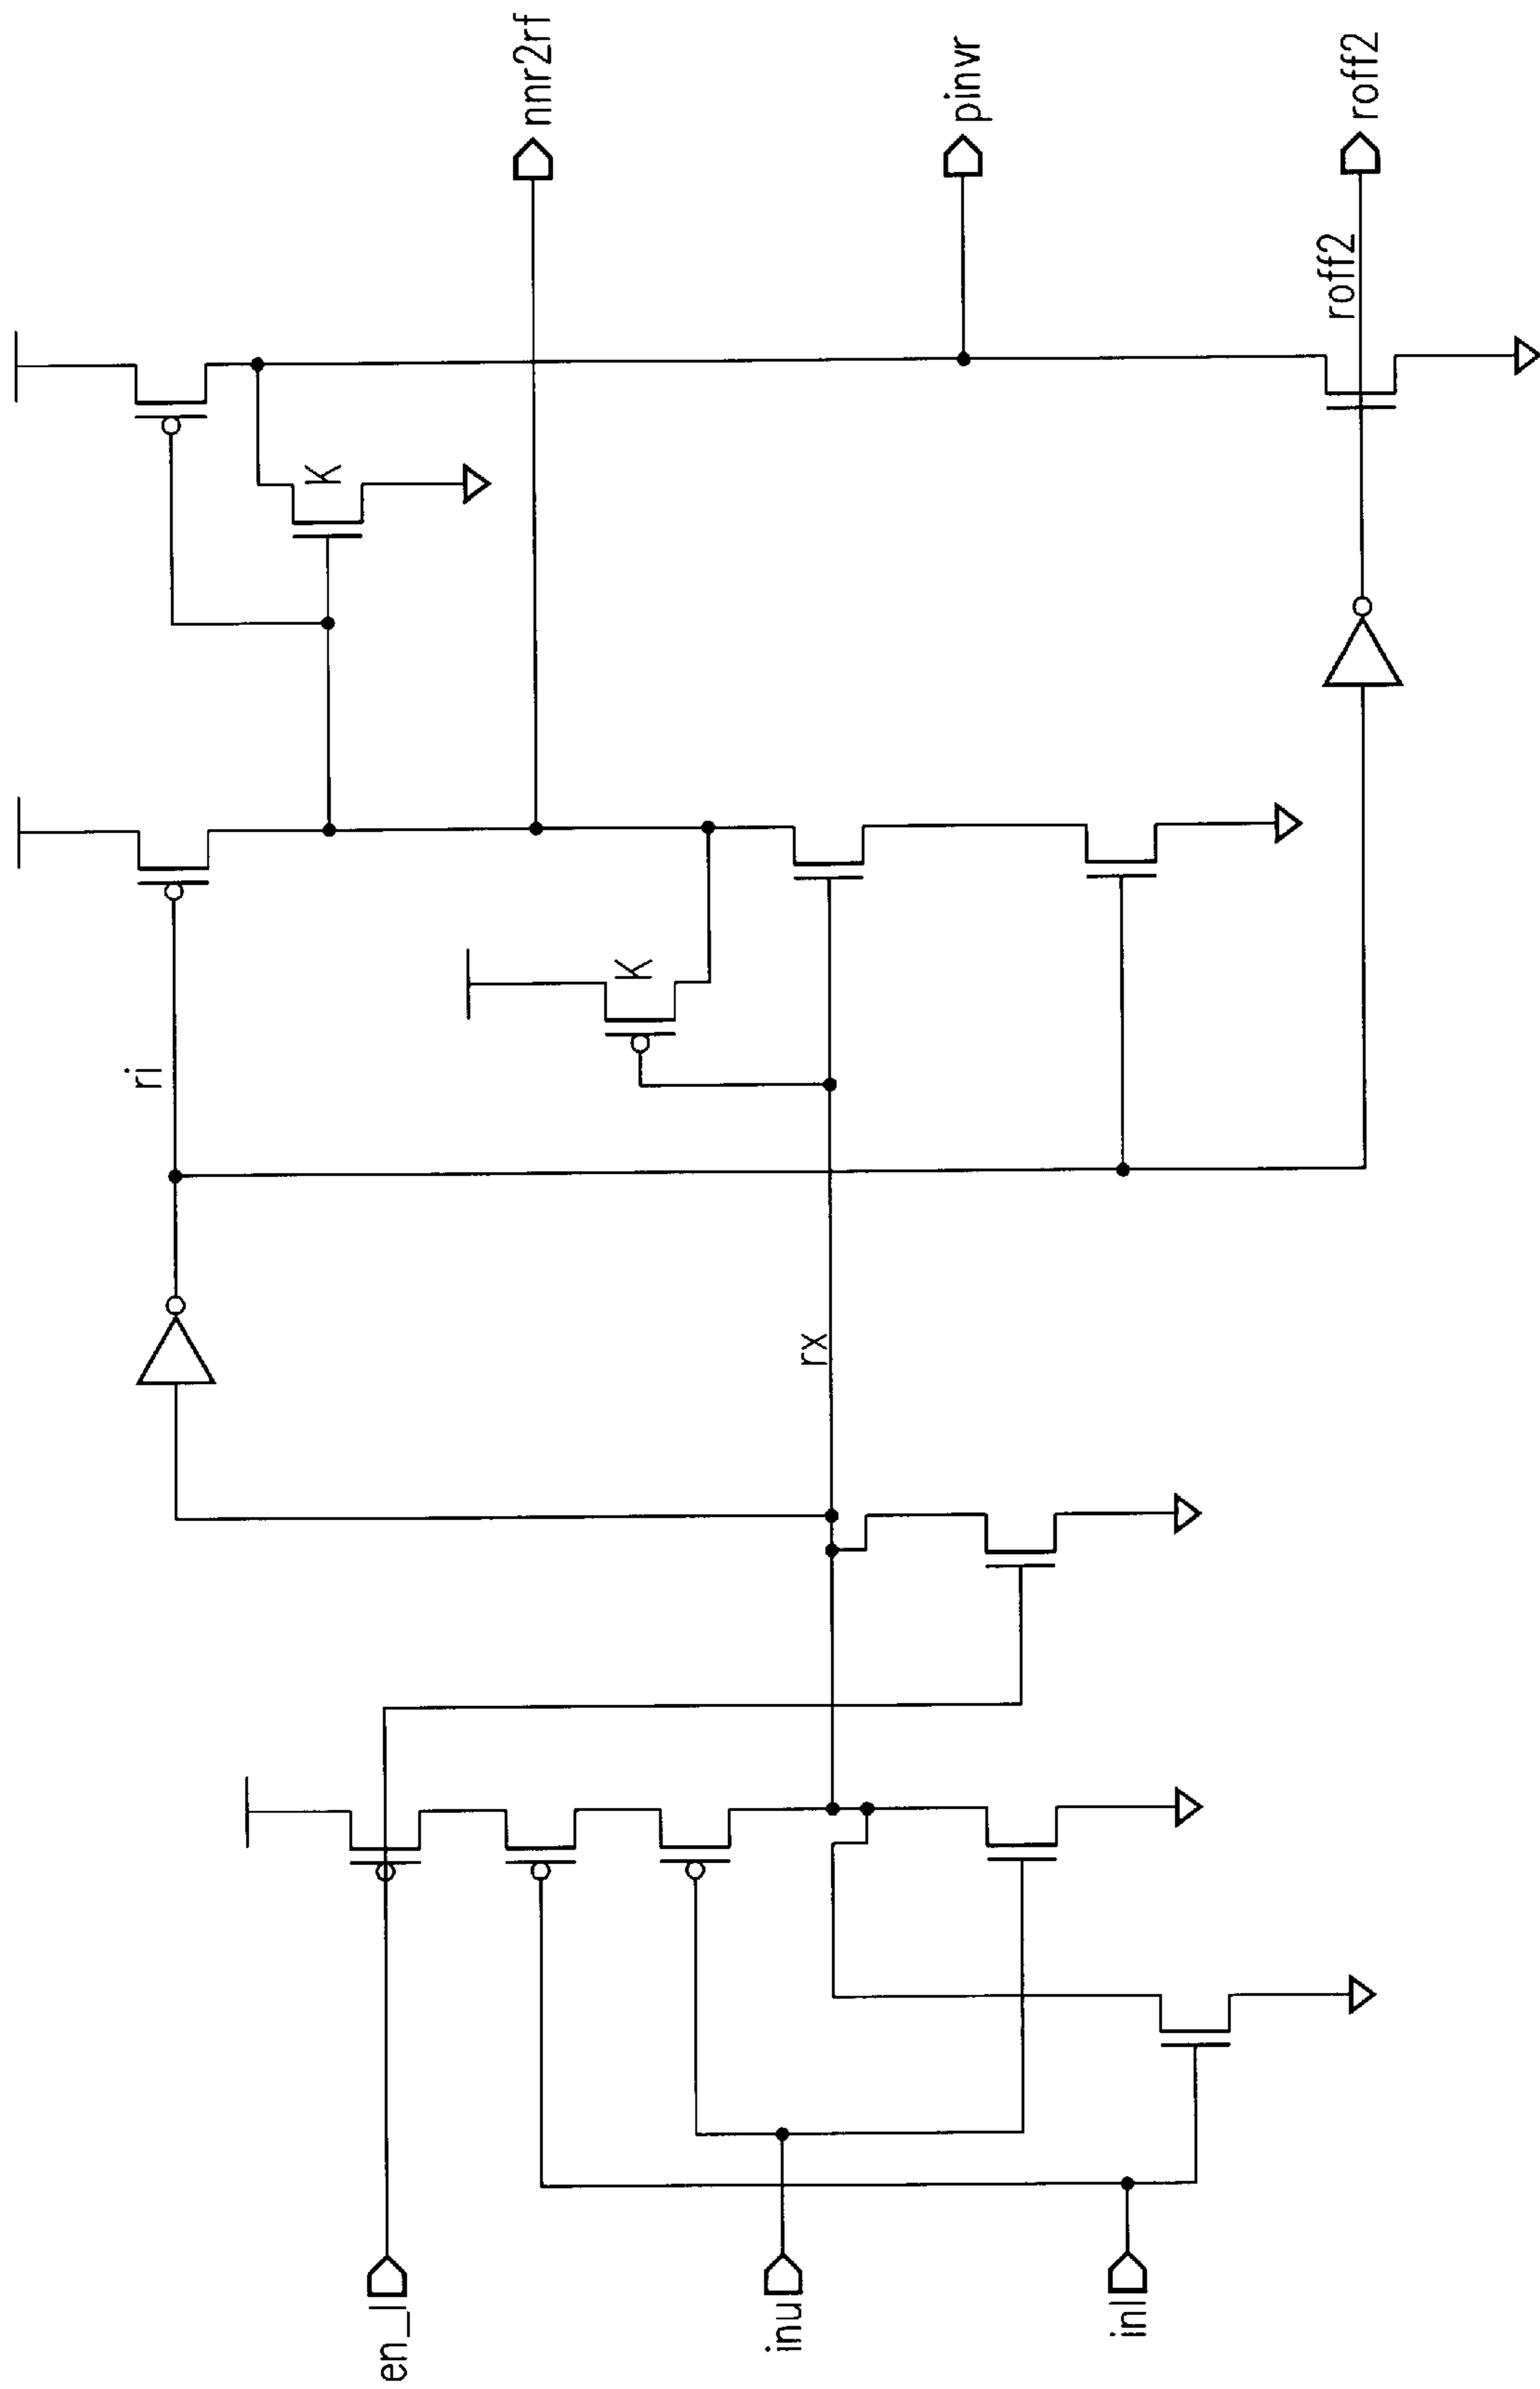 en_l
inu
inl
rx
ri
K
K
nnr2rf
pinvr
roff2
roff2